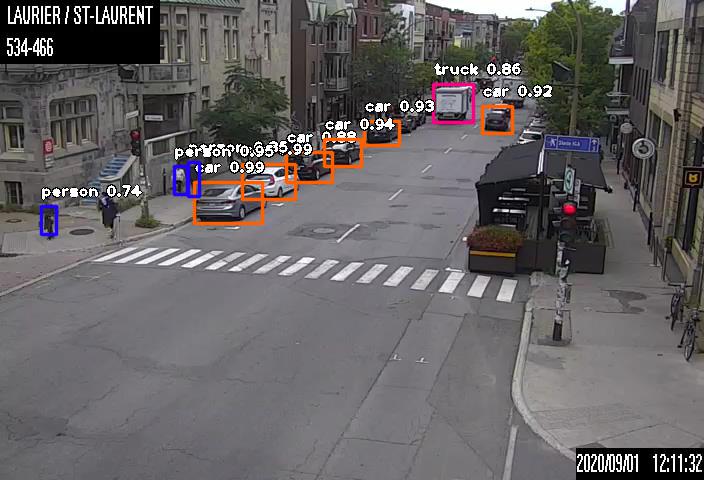 LAURIER / ST-LAURENT
534-466
truck 0.86
car 0.92
car 0.93
car 0.94
car 0.88
person 0.95
car 0.99
person 0.74
2020/09/01 12:11:32